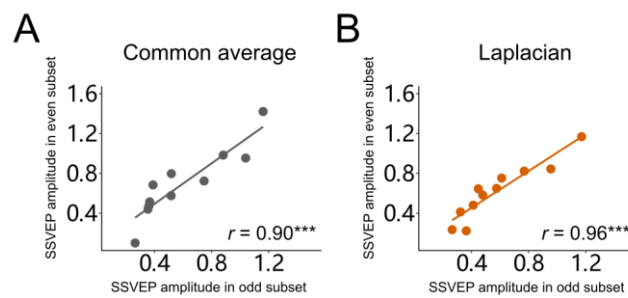 A
Common average
SSVEP amplitude in even subset
1.6
1.2
0.8
0.4
0.4
0.8
1.2
r = 0.90***
SSVEP amplitude in odd subset
B
Laplacian
SSVEP amplitude in even subset
1.6
1.2
0.8
0.4
0.4
0.8
1.2
r = 0.96***
SSVEP amplitude in odd subset